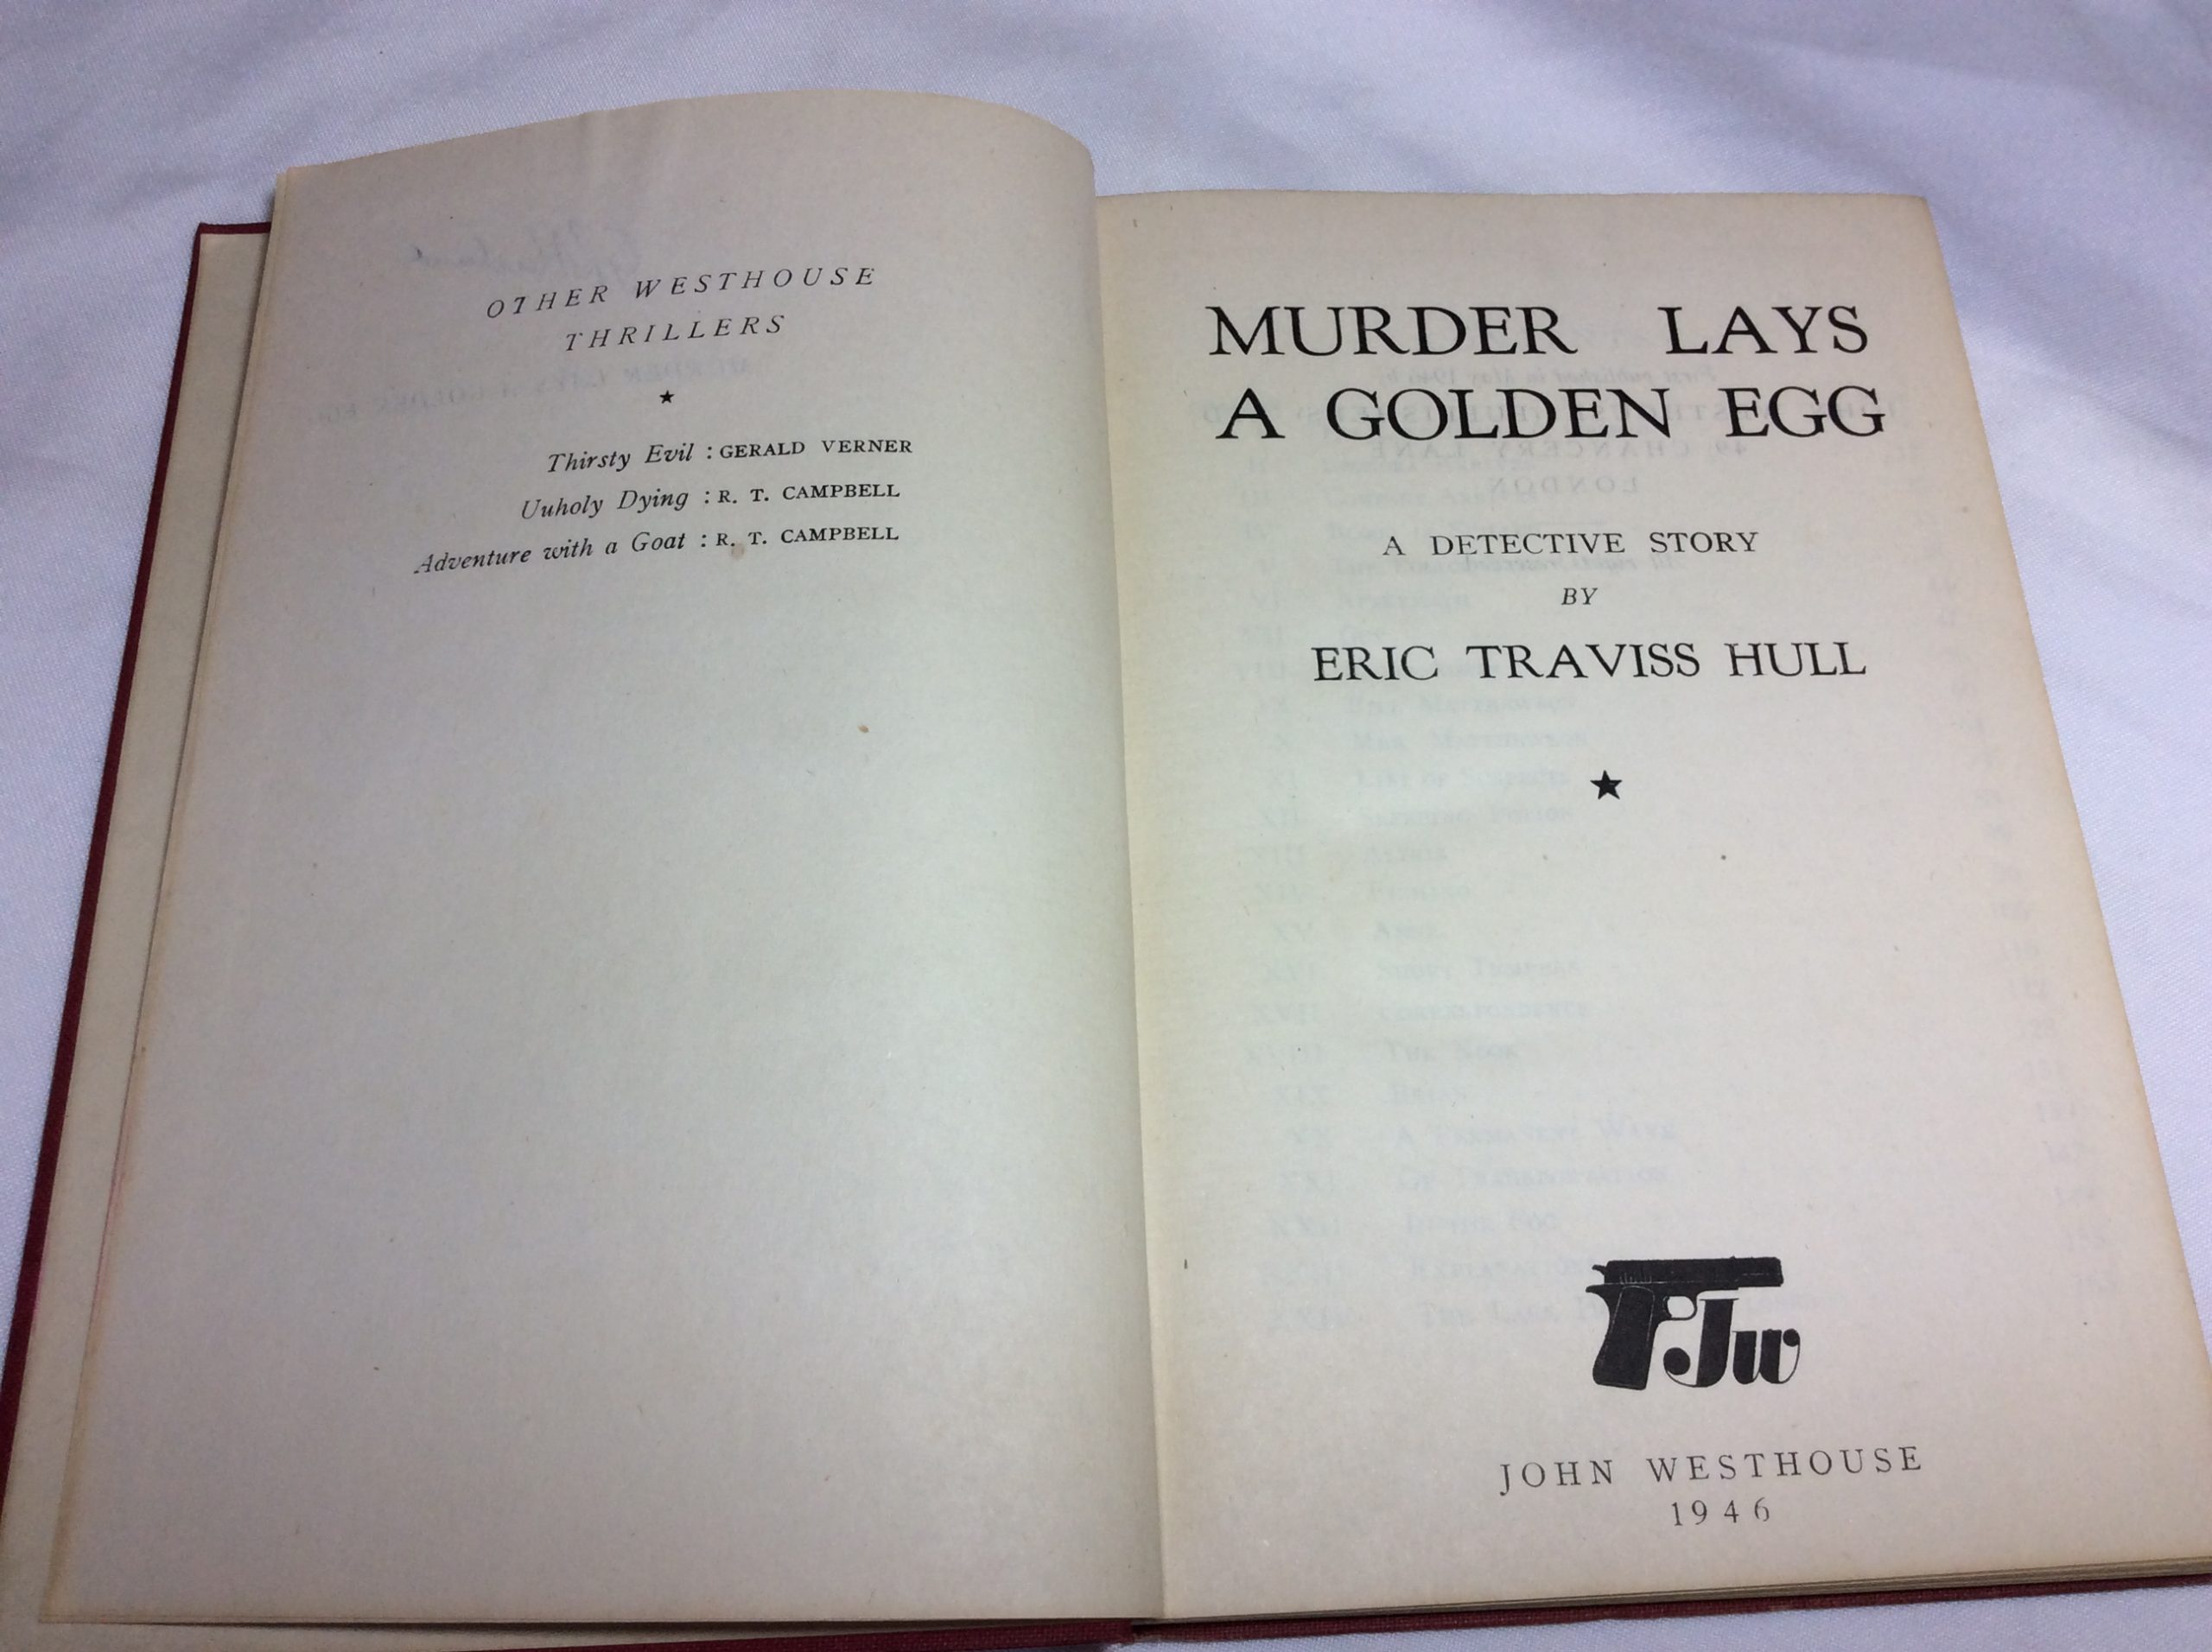 OTHER WESTHOUSE
THRILLERS
★
Thirsty Evil : GERALD VERNER
Uuholy Dying : R. T. CAMPBELL
Adventure with a Goat : R. T. CAMPBELL
MURDER LAYS
A GOLDEN EGG
A DETECTIVE STORY
BY
ERIC TRAVISS HULL
★
JW
JOHN WESTHOUSE
1946